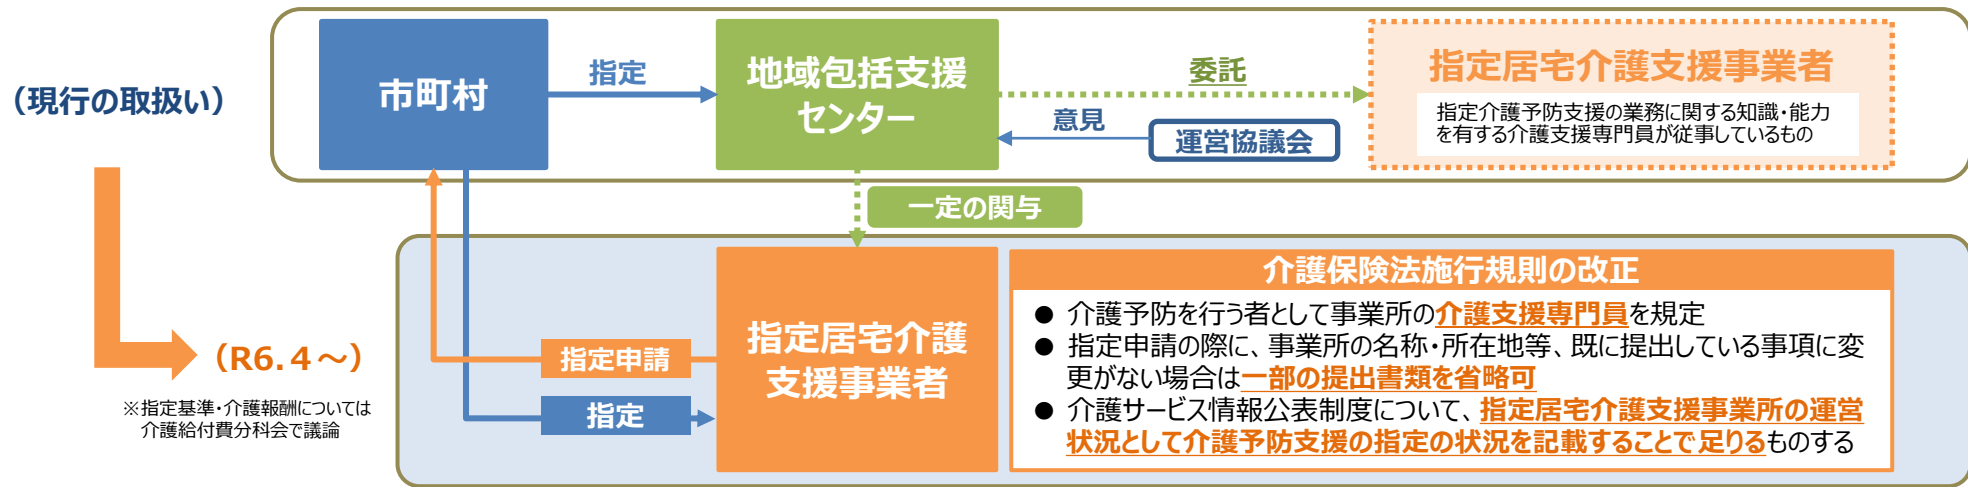 （現行の取扱い）
市町村
指定
地域包括支援
センター
委託
意見
運営協議会
指定居宅介護支援事業者
指定介護予防支援の業務に関する知識・能力
を有する介護支援専門員が従事しているもの
一定の関与
（R6.４～）
※指定基準・介護報酬については
介護給付費分科会で議論
指定申請
指定
指定居宅介護
支援事業者
介護保険法施行規則の改正
● 介護予防を行う者として事業所の介護支援専門員を規定
● 指定申請の際に、事業所の名称・所在地等、既に提出している事項に変
更がない場合は一部の提出書類を省略可
● 介護サービス情報公表制度について、指定居宅介護支援事業所の運営
状況として介護予防支援の指定の状況を記載することで足りるものする